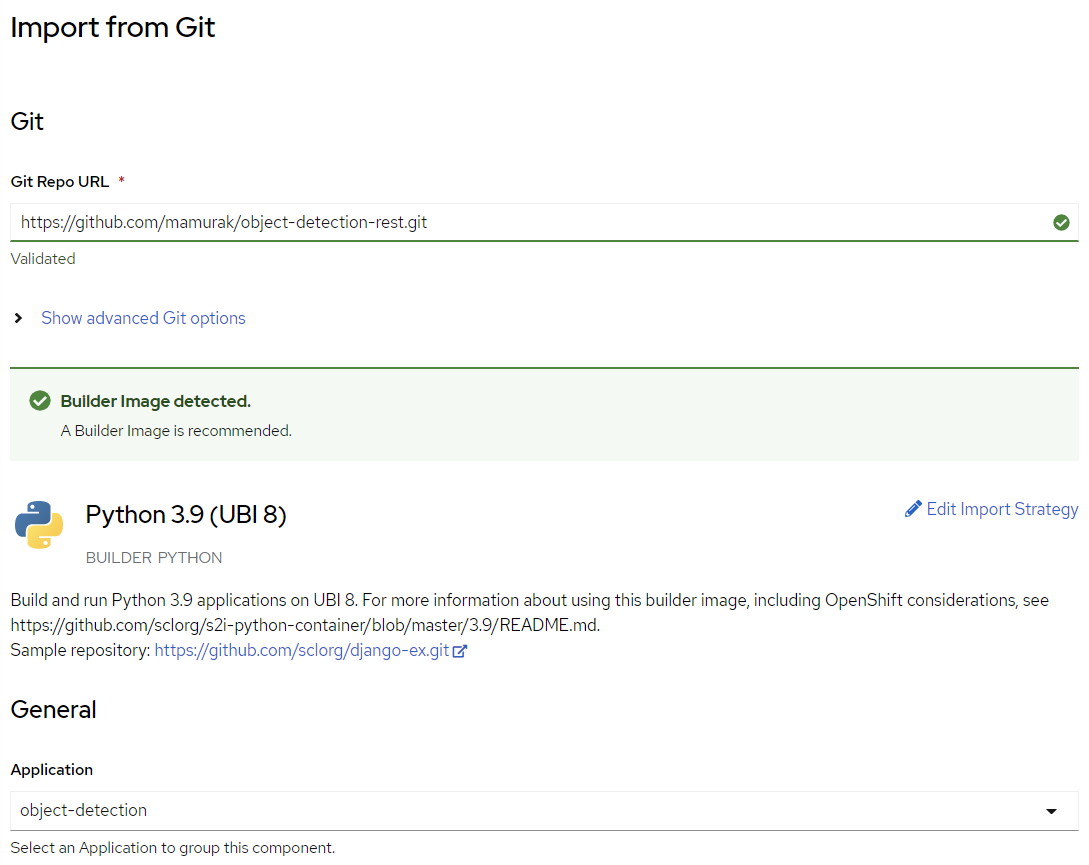 Import from Git
Git
Git Repo URL *
https://github.com/mamurak/object-detection-rest.git
Validated
Show advanced Git options
Builder Image detected.
A Builder Image is recommended.
Python 3.9 (UBI 8)
Edit Import Strategy
BUILDER PYTHON
Build and run Python 3.9 applications on UBI 8. For more information about using this builder image, including OpenShift considerations, see
https://github.com/sclorg/s2i-python-container/blob/master/3.9/README.md.
Sample repository: https://github.com/sclorg/django-ex.git
General
Application
object-detection
Select an Application to group this component.